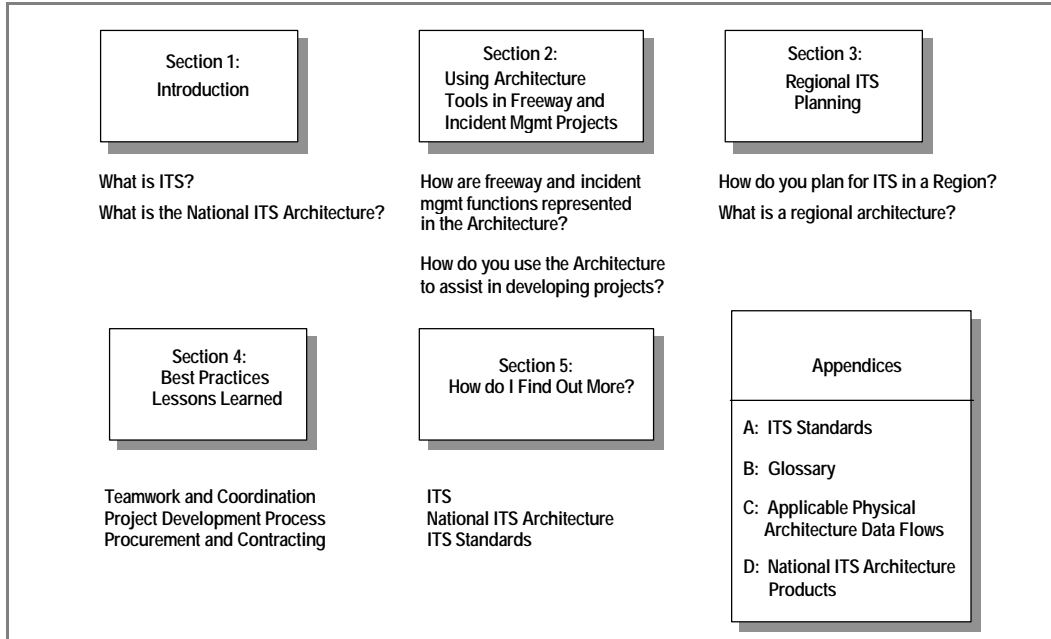 Section 1:
Introduction
What is ITS?
What is the National ITS Architecture?
Section 2:
Using Architecture
Tools in Freeway and
Incident Mgmt Projects
How are freeway and incident
mgmt functions represented
in the Architecture?
How do you use the Architecture
to assist in developing projects?
Section 3:
Regional ITS
Planning
How do you plan for ITS in a Region?
What is a regional architecture?
Section 4:
Best Practices
Lessons Learned
Teamwork and Coordination
Project Development Process
Procurement and Contracting
Section 5:
How do I Find Out More?
ITS
National ITS Architecture
ITS Standards
Appendices
A: ITS Standards
B: Glossary
C: Applicable Physical
Architecture Data Flows
D: National ITS Architecture
Products